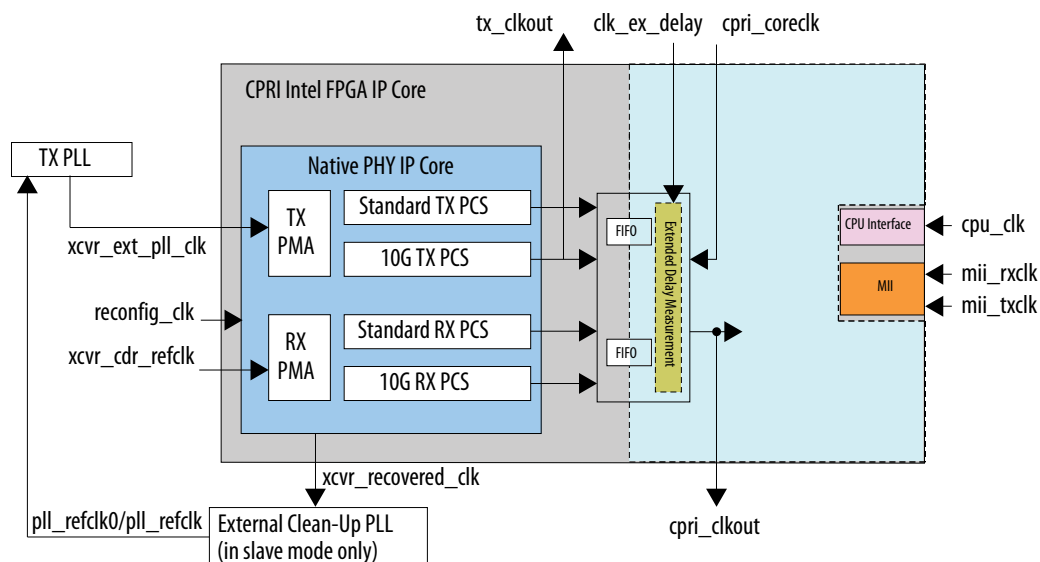 tx_clkout
clk_ex_delay
cpri_coreclk
CPRI Intel FPGA IP Core
TX PLL
Native PHY IP Core
TX
PMA
Standard TX PCS
10G TX PCS
xcvr_ext_pll_clk
FIFO
Extended Delay Measurement
CPU Interface
cpu_clk
MII
mii_rxclk
mii_txclk
reconfig_clk
RX
PMA
Standard RX PCS
10G RX PCS
xcvr_cdr_refclk
FIFO
xcvr_recovered_clk
pll_refclk0/pll_refclk
External Clean-Up PLL
(in slave mode only)
cpri_clkout